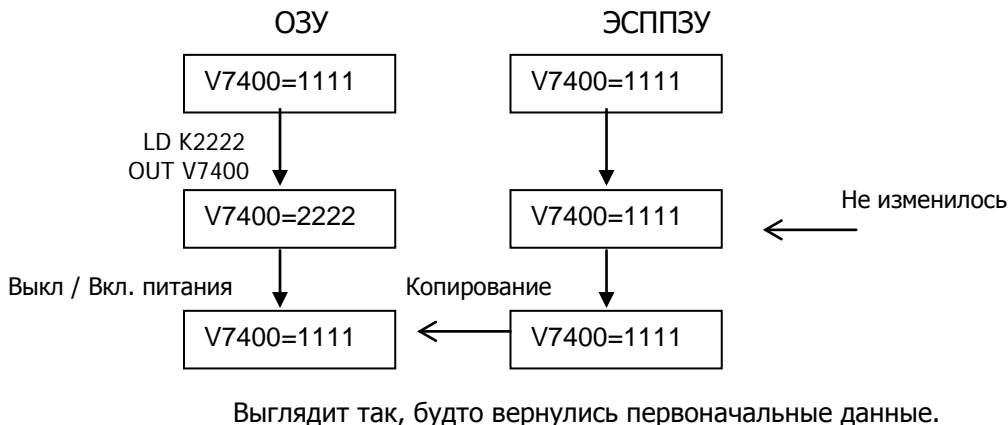 ОЗУ ЭСППЗУ
V7400=1111 V7400=1111
LD K2222
OUT V7400
V7400=2222 V7400=1111 Не изменилось
Выкл / Вкл. питания Копирование
V7400=1111 V7400=1111
Выглядит так, будто вернулись первоначальные данные.